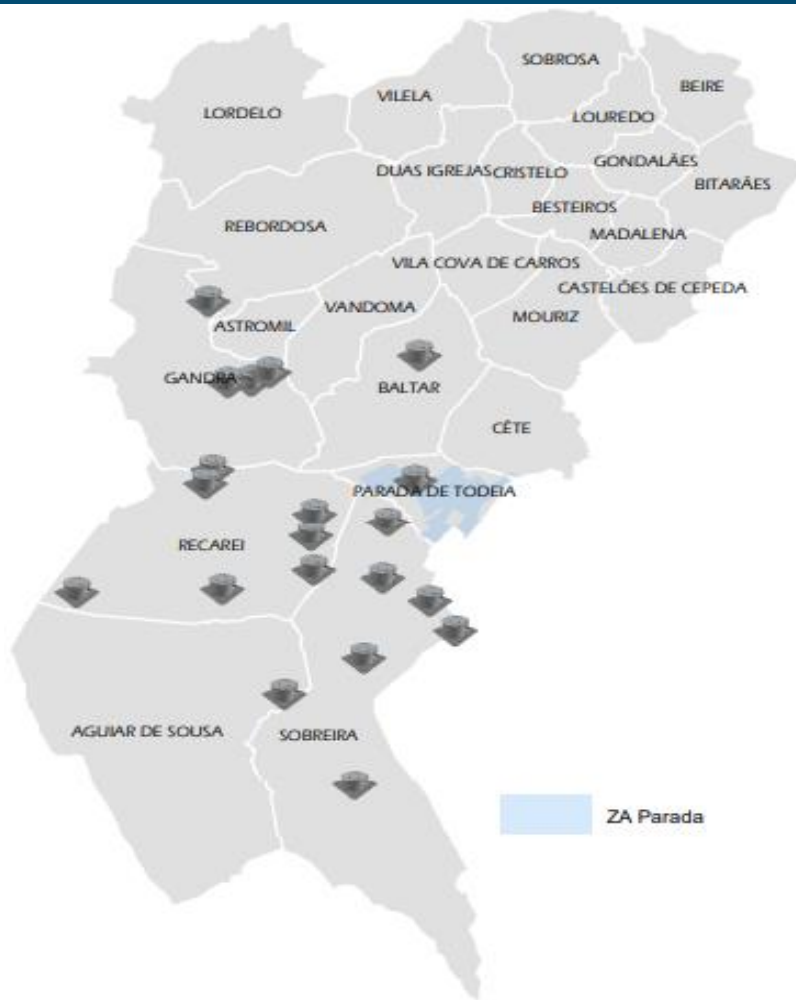 SOBROSA
BEIRE
VILELA
LORDELO
LOUREDO
GONDALÃES
DUAS IGREJAS
CRISTELO
BITARÃES
BESTEIROS
REBORDOSA
MADALENA
VILA COVA DE CARROS
CASTELÕES DE CEPEDA
VANDOMA
MOURIZ
ASTROMIL
GANDRA
BALTAR
CÊTE
PARADA DE TODEIA
RECAREI
AGUIAR DE SOUSA
SOBREIRA
ZA Parada